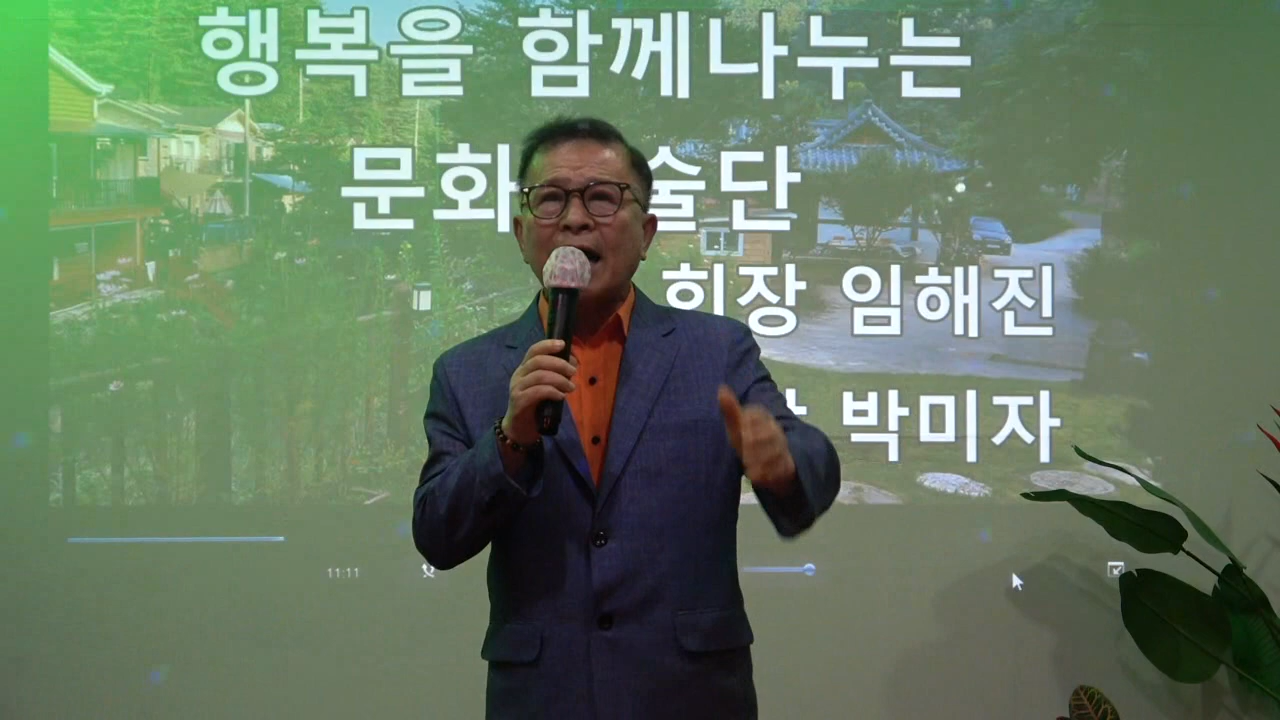 행복을 함께나누는
문화 술단
회장 임해진
박미자
11:11